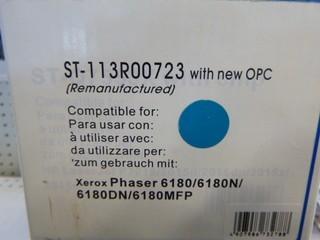 ST-113R00723 with new OPC
(Remanufactured)
Compatible for:
Para usar con:
à utiliser avec:
da utilizzare per:
'zum gebrauch mit:
Xerox Phaser 6180/6180N/
6180DN/6180MFP